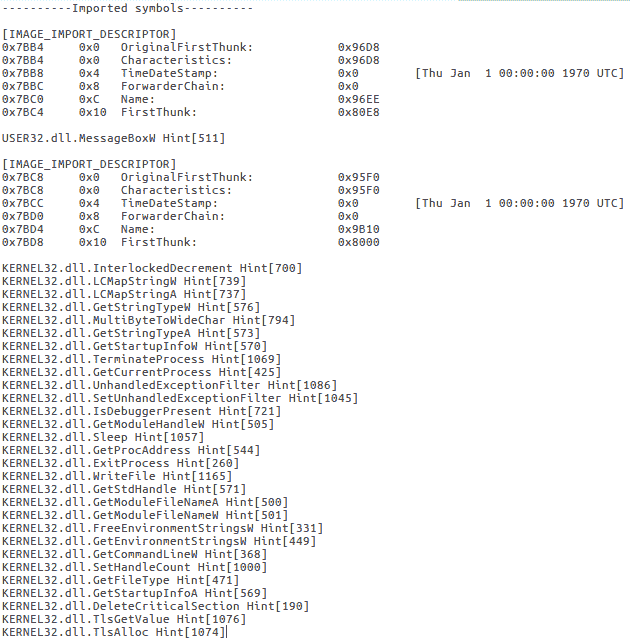 ----------Imported symbols----------
[IMAGE_IMPORT_DESCRIPTOR]
0x7BB4 0x0 OriginalFirstThunk: 0x96D8
0x7BB4 0x0 Characteristics: 0x96D8
0x7BB8 0x4 TimeDateStamp: 0x0 [Thu Jan  1 00:00:00 1970 UTC]
0x7BBC 0x8 ForwarderChain: 0x0
0x7BC0 0xC Name: 0x96EE
0x7BC4 0x10 FirstThunk: 0x80E8
USER32.dll.MessageBoxW Hint[511]
[IMAGE_IMPORT_DESCRIPTOR]
0x7BC8 0x0 OriginalFirstThunk: 0x95F0
0x7BC8 0x0 Characteristics: 0x95F0
0x7BCC 0x4 TimeDateStamp: 0x0 [Thu Jan  1 00:00:00 1970 UTC]
0x7BD0 0x8 ForwarderChain: 0x0
0x7BD4 0xC Name: 0x9B10
0x7BD8 0x10 FirstThunk: 0x8000
KERNEL32.dll.InterlockedDecrement Hint[700]
KERNEL32.dll.LCMapStringW Hint[739]
KERNEL32.dll.LCMapStringA Hint[737]
KERNEL32.dll.GetStringTypeW Hint[576]
KERNEL32.dll.MultiByteToWideChar Hint[794]
KERNEL32.dll.GetStringTypeA Hint[573]
KERNEL32.dll.GetStartupInfoW Hint[570]
KERNEL32.dll.TerminateProcess Hint[1069]
KERNEL32.dll.GetCurrentProcess Hint[425]
KERNEL32.dll.UnhandledExceptionFilter Hint[1086]
KERNEL32.dll.SetUnhandledExceptionFilter Hint[1045]
KERNEL32.dll.IsDebuggerPresent Hint[721]
KERNEL32.dll.GetModuleHandleW Hint[505]
KERNEL32.dll.Sleep Hint[1057]
KERNEL32.dll.GetProcAddress Hint[544]
KERNEL32.dll.ExitProcess Hint[260]
KERNEL32.dll.WriteFile Hint[1165]
KERNEL32.dll.GetStdHandle Hint[571]
KERNEL32.dll.GetModuleFileNameA Hint[500]
KERNEL32.dll.GetModuleFileNameW Hint[501]
KERNEL32.dll.FreeEnvironmentStringsW Hint[331]
KERNEL32.dll.GetEnvironmentStringsW Hint[449]
KERNEL32.dll.GetCommandLineW Hint[368]
KERNEL32.dll.SetHandleCount Hint[1000]
KERNEL32.dll.GetFileType Hint[471]
KERNEL32.dll.GetStartupInfoA Hint[569]
KERNEL32.dll.DeleteCriticalSection Hint[190]
KERNEL32.dll.TlsGetValue Hint[1076]
KERNEL32.dll.TlsAlloc Hint[1074]